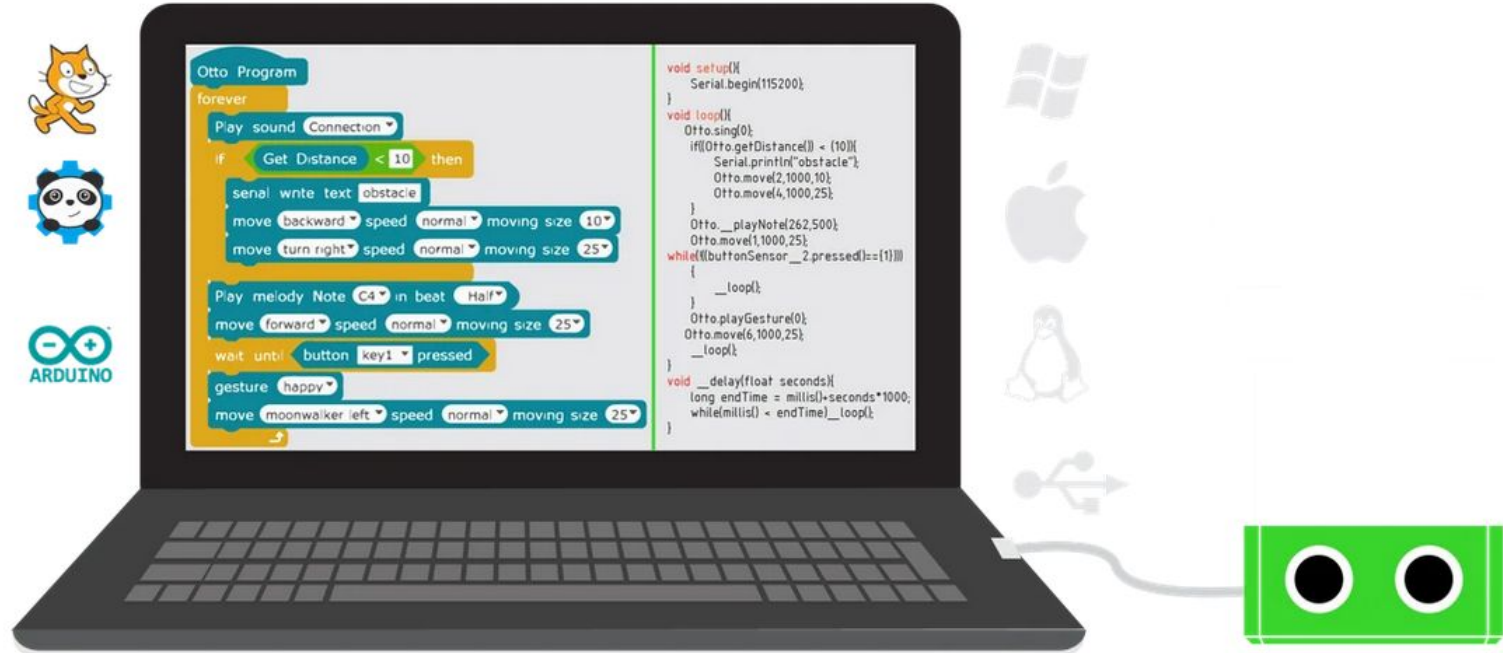 Otto Program
forever
Play sound Connection
if Get Distance < 10 then
serial write text obstacle
move backward speed normal moving size 10
move turn right speed normal moving size 25
Play melody Note C4 in beat Half
move forward speed normal moving size 25
wait until button key1 pressed
gesture happy
move moonwalker left speed normal moving size 25
void setup(){
Serial.begin(115200);
}
void loop(){
Otto.sing(0);
if((Otto.getDistance()) < (10)){
Serial.println("obstacle");
Otto.move(2,1000,10);
Otto.move(4,1000,25);
}
Otto.__playNote(262,500);
Otto.move(1,1000,25);
while(!((buttonSensor__2.pressed()==(1))))
{
__loop();
}
Otto.playGesture(0);
Otto.move(6,1000,25);
__loop();
}
void __delay(float seconds){
long endTime = millis()+seconds*1000;
while(millis() < endTime)__loop();
}
ARDUINO